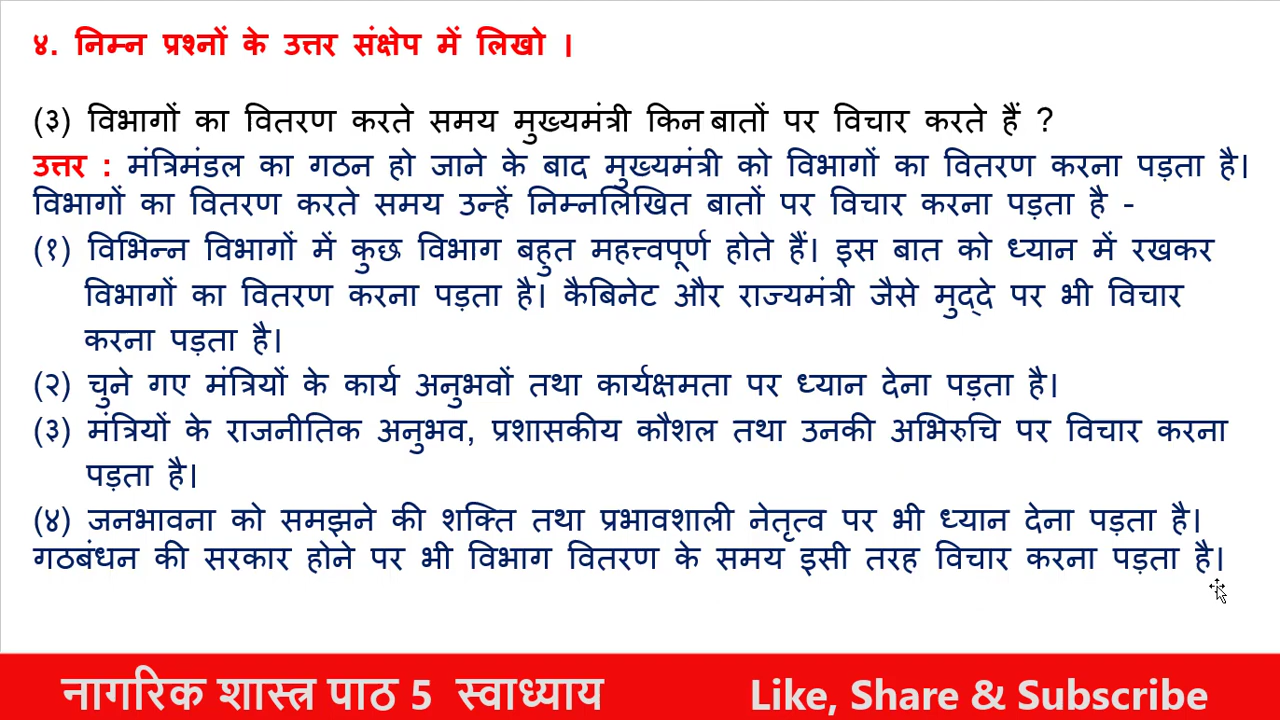 ४. निम्न प्रश्नों के उत्तर संक्षेप में लिखो ।
(३) विभागों का वितरण करते समय मुख्यमंत्री किन बातों पर विचार करते हैं ?
उत्तर : मंत्रिमंडल का गठन हो जाने के बाद मुख्यमंत्री को विभागों का वितरण करना पड़ता है।
विभागों का वितरण करते समय उन्हें निम्नलिखित बातों पर विचार करना पड़ता है -
(१) विभिन्न विभागों में कुछ विभाग बहुत महत्त्वपूर्ण होते हैं। इस बात को ध्यान में रखकर
विभागों का वितरण करना पड़ता है। कैबिनेट और राज्यमंत्री जैसे मुद्‌दे पर भी विचार
करना पड़ता है।
(२) चुने गए मंत्रियों के कार्य अनुभवों तथा कार्यक्षमता पर ध्यान देना पड़ता है।
(३) मंत्रियों के राजनीतिक अनुभव, प्रशासकीय कौशल तथा उनकी अभिरुचि पर विचार करना
पड़ता है।
(४) जनभावना को समझने की शक्ति तथा प्रभावशाली नेतृत्व पर भी ध्यान देना पड़ता है।
गठबंधन की सरकार होने पर भी विभाग वितरण के समय इसी तरह विचार करना पड़ता है।
नागरिक शास्त्र पाठ 5 स्वाध्याय Like, Share & Subscribe